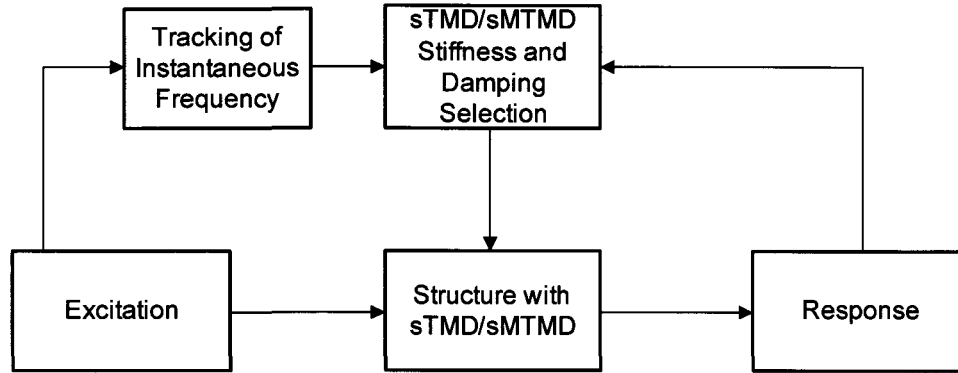 Tracking of
Instantaneous
Frequency
sTMD/sMTMD
Stiffness and
Damping
Selection
Excitation
Structure with
sTMD/sMTMD
Response